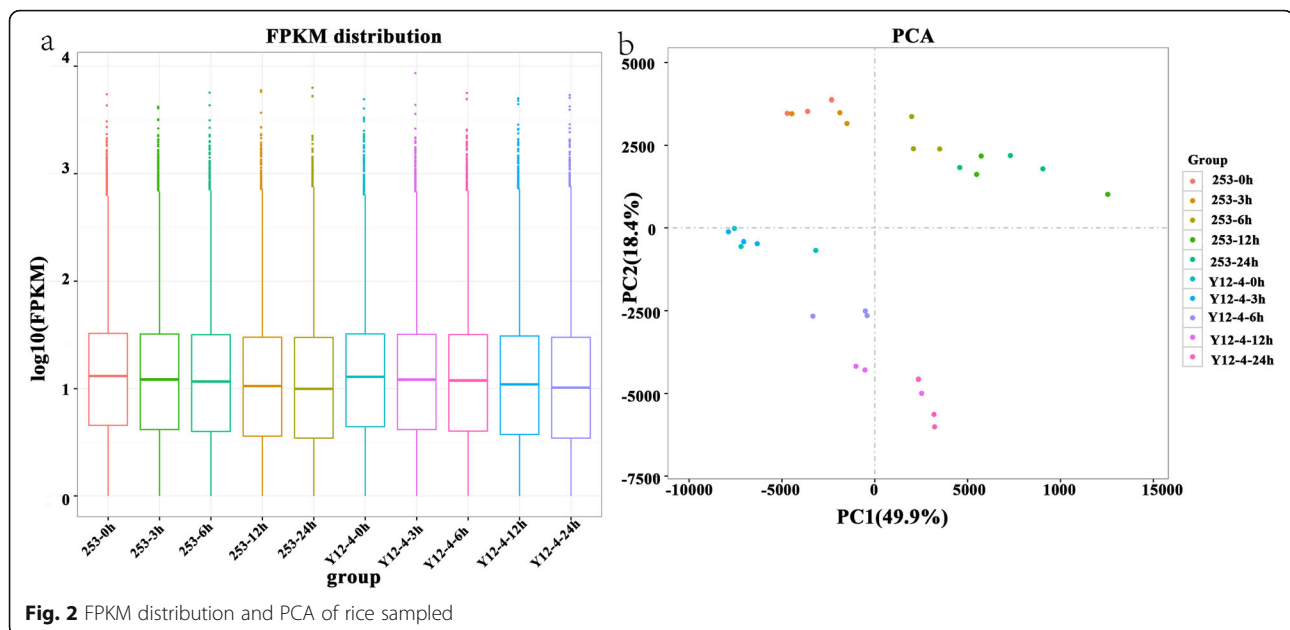 a
FPKM distribution
4
3
2
1
0
log10(FPKM)
253-0h
253-3h
253-6h
253-12h
253-24h
Y12-4-0h
Y12-4-3h
Y12-4-6h
Y12-4-12h
Y12-4-24h
group
b
PCA
5000
2500
0
-2500
-5000
-7500
PC2(18.4%)
-10000
-5000
0
5000
10000
15000
PC1(49.9%)
Group
253-0h
253-3h
253-6h
253-12h
253-24h
Y12-4-0h
Y12-4-3h
Y12-4-6h
Y12-4-12h
Y12-4-24h
Fig. 2 FPKM distribution and PCA of rice sampled